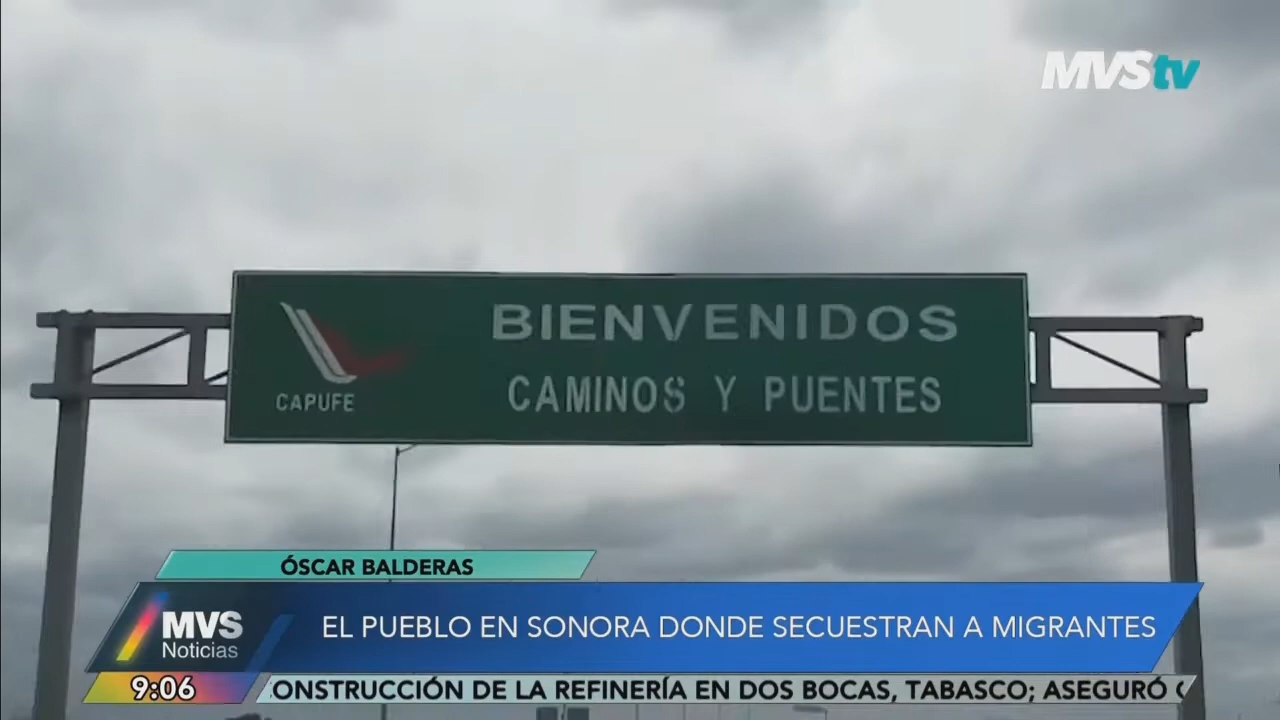 MVStv
BIENVENIDOS
CAMINOS Y PUENTES
CAPUFE
ÓSCAR BALDERAS
MVS
Noticias
EL PUEBLO EN SONORA DONDE SECUESTRAN A MIGRANTES
9:06
ONSTRUCCIÓN DE LA REFINERÍA EN DOS BOCAS, TABASCO; ASEGURÓ